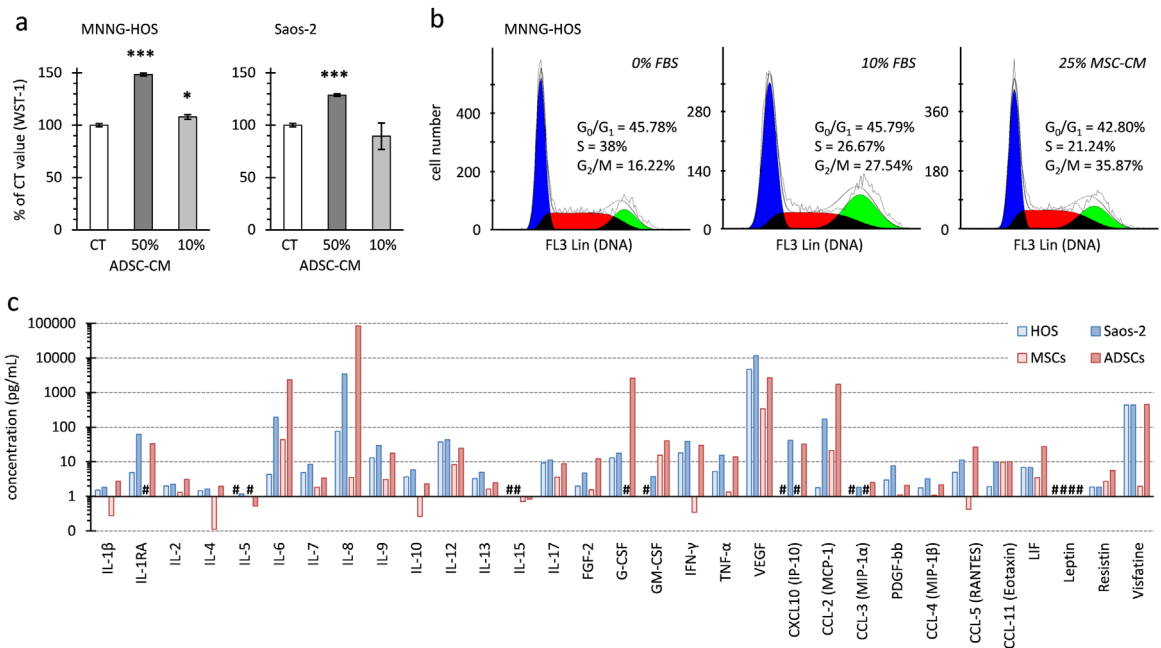 a
MNNG-HOS
Saos-2
% of CT value (WST-1)
150
100
50
0
***
*
CT
50%
10%
ADSC-CM
150
100
50
0
***
CT
50%
10%
ADSC-CM
b
MNNG-HOS
cell number
0% FBS
400
200
0
G0/G1 = 45.78%
S = 38%
G2/M = 16.22%
FL3 Lin (DNA)
10% FBS
280
140
0
G0/G1 = 45.79%
S = 26.67%
G2/M = 27.54%
FL3 Lin (DNA)
25% MSC-CM
360
180
0
G0/G1 = 42.80%
S = 21.24%
G2/M = 35.87%
FL3 Lin (DNA)
c
concentration (pg/mL)
100000
10000
1000
100
10
1
0
HOS
Saos-2
MSCs
ADSCs
#
# #
##
#
#
# #
# #
####
IL-1β
IL-1RA
IL-2
IL-4
IL-5
IL-6
IL-7
IL-8
IL-9
IL-10
IL-12
IL-13
IL-15
IL-17
FGF-2
G-CSF
GM-CSF
IFN-γ
TNF-α
VEGF
CXCL10 (IP-10)
CCL-2 (MCP-1)
CCL-3 (MIP-1α)
PDGF-bb
CCL-4 (MIP-1β)
CCL-5 (RANTES)
CCL-11 (Eotaxin)
LIF
Leptin
Resistin
Visfatine